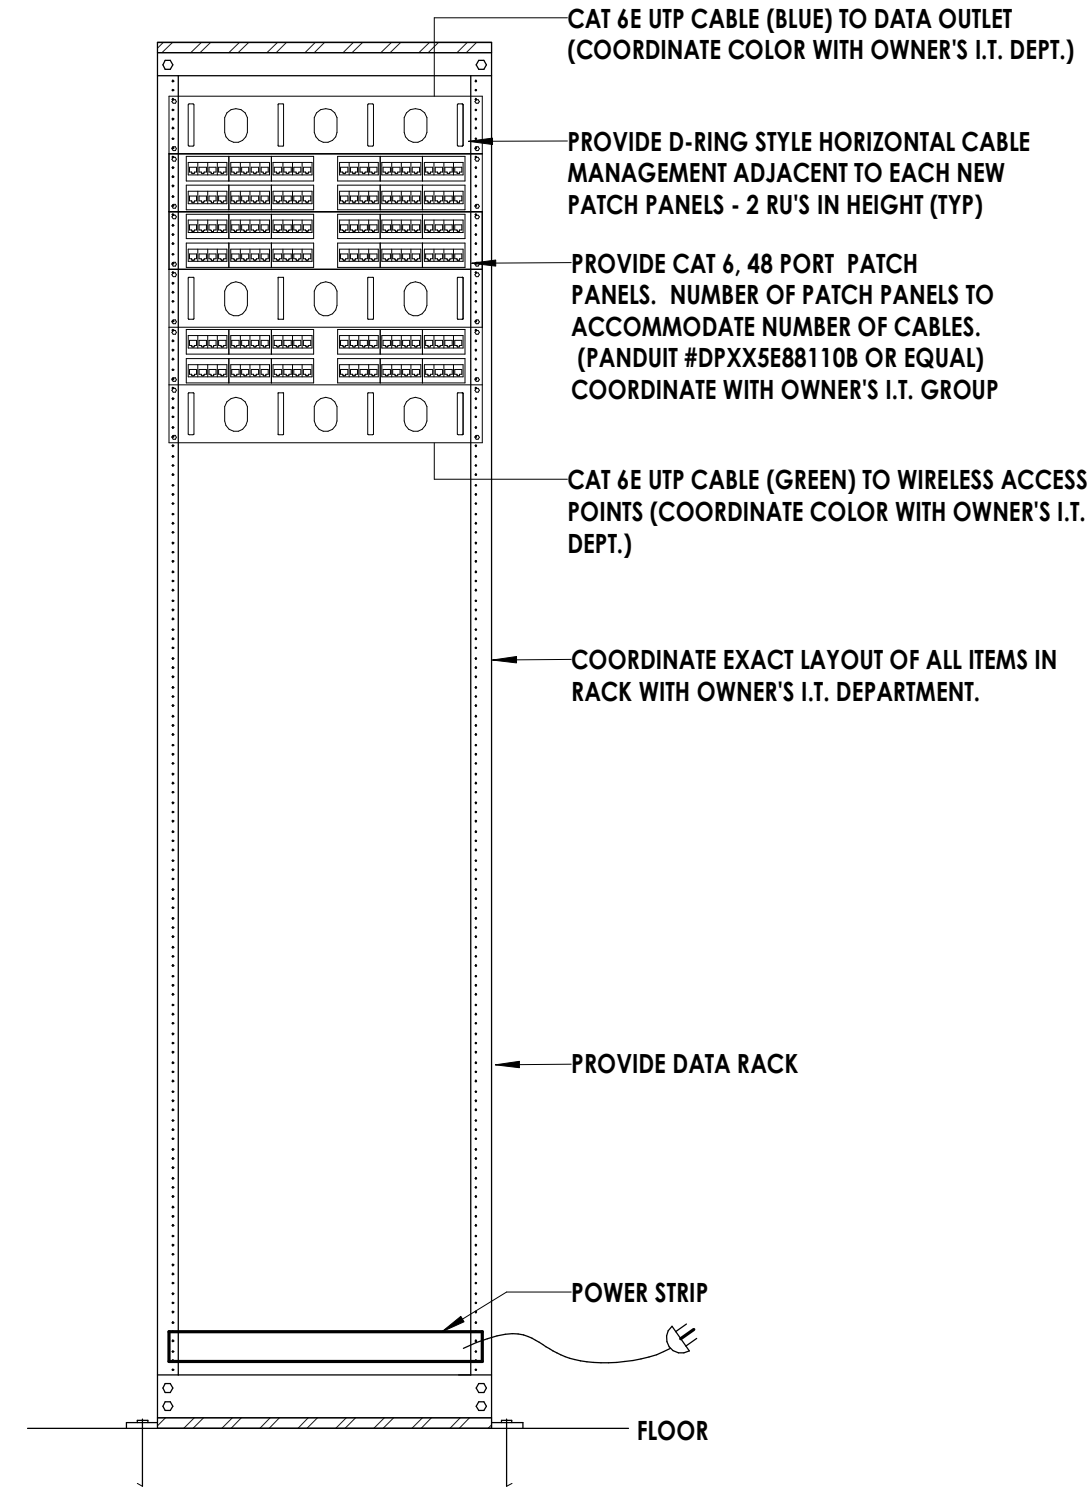 CAT 6E UTP CABLE (BLUE) TO DATA OUTLET
(COORDINATE COLOR WITH OWNER'S I.T. DEPT.)
PROVIDE D-RING STYLE HORIZONTAL CABLE
MANAGEMENT ADJACENT TO EACH NEW
PATCH PANELS - 2 RU'S IN HEIGHT (TYP)
PROVIDE CAT 6, 48 PORT PATCH
PANELS. NUMBER OF PATCH PANELS TO
ACCOMMODATE NUMBER OF CABLES.
(PANDUIT #DPXX5E88110B OR EQUAL)
COORDINATE WITH OWNER'S I.T. GROUP
CAT 6E UTP CABLE (GREEN) TO WIRELESS ACCESS
POINTS (COORDINATE COLOR WITH OWNER'S I.T.
DEPT.)
COORDINATE EXACT LAYOUT OF ALL ITEMS IN
RACK WITH OWNER'S I.T. DEPARTMENT.
PROVIDE DATA RACK
POWER STRIP
FLOOR